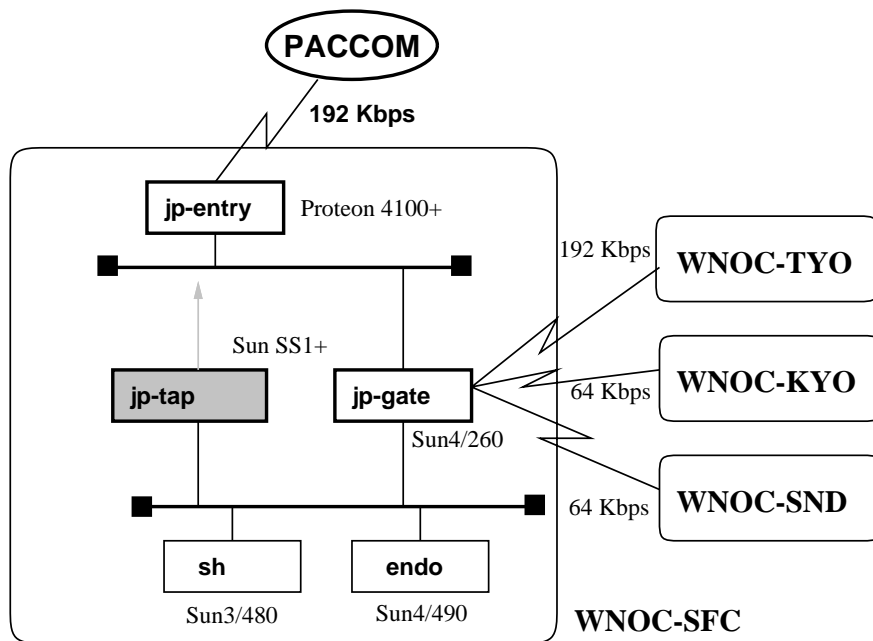 PACCOM
192 Kbps
jp-entry
Proteon 4100+
192 Kbps
WNOC-TYO
Sun SS1+
jp-tap
jp-gate
64 Kbps
WNOC-KYO
Sun4/260
64 Kbps
WNOC-SND
sh
endo
Sun3/480
Sun4/490
WNOC-SFC